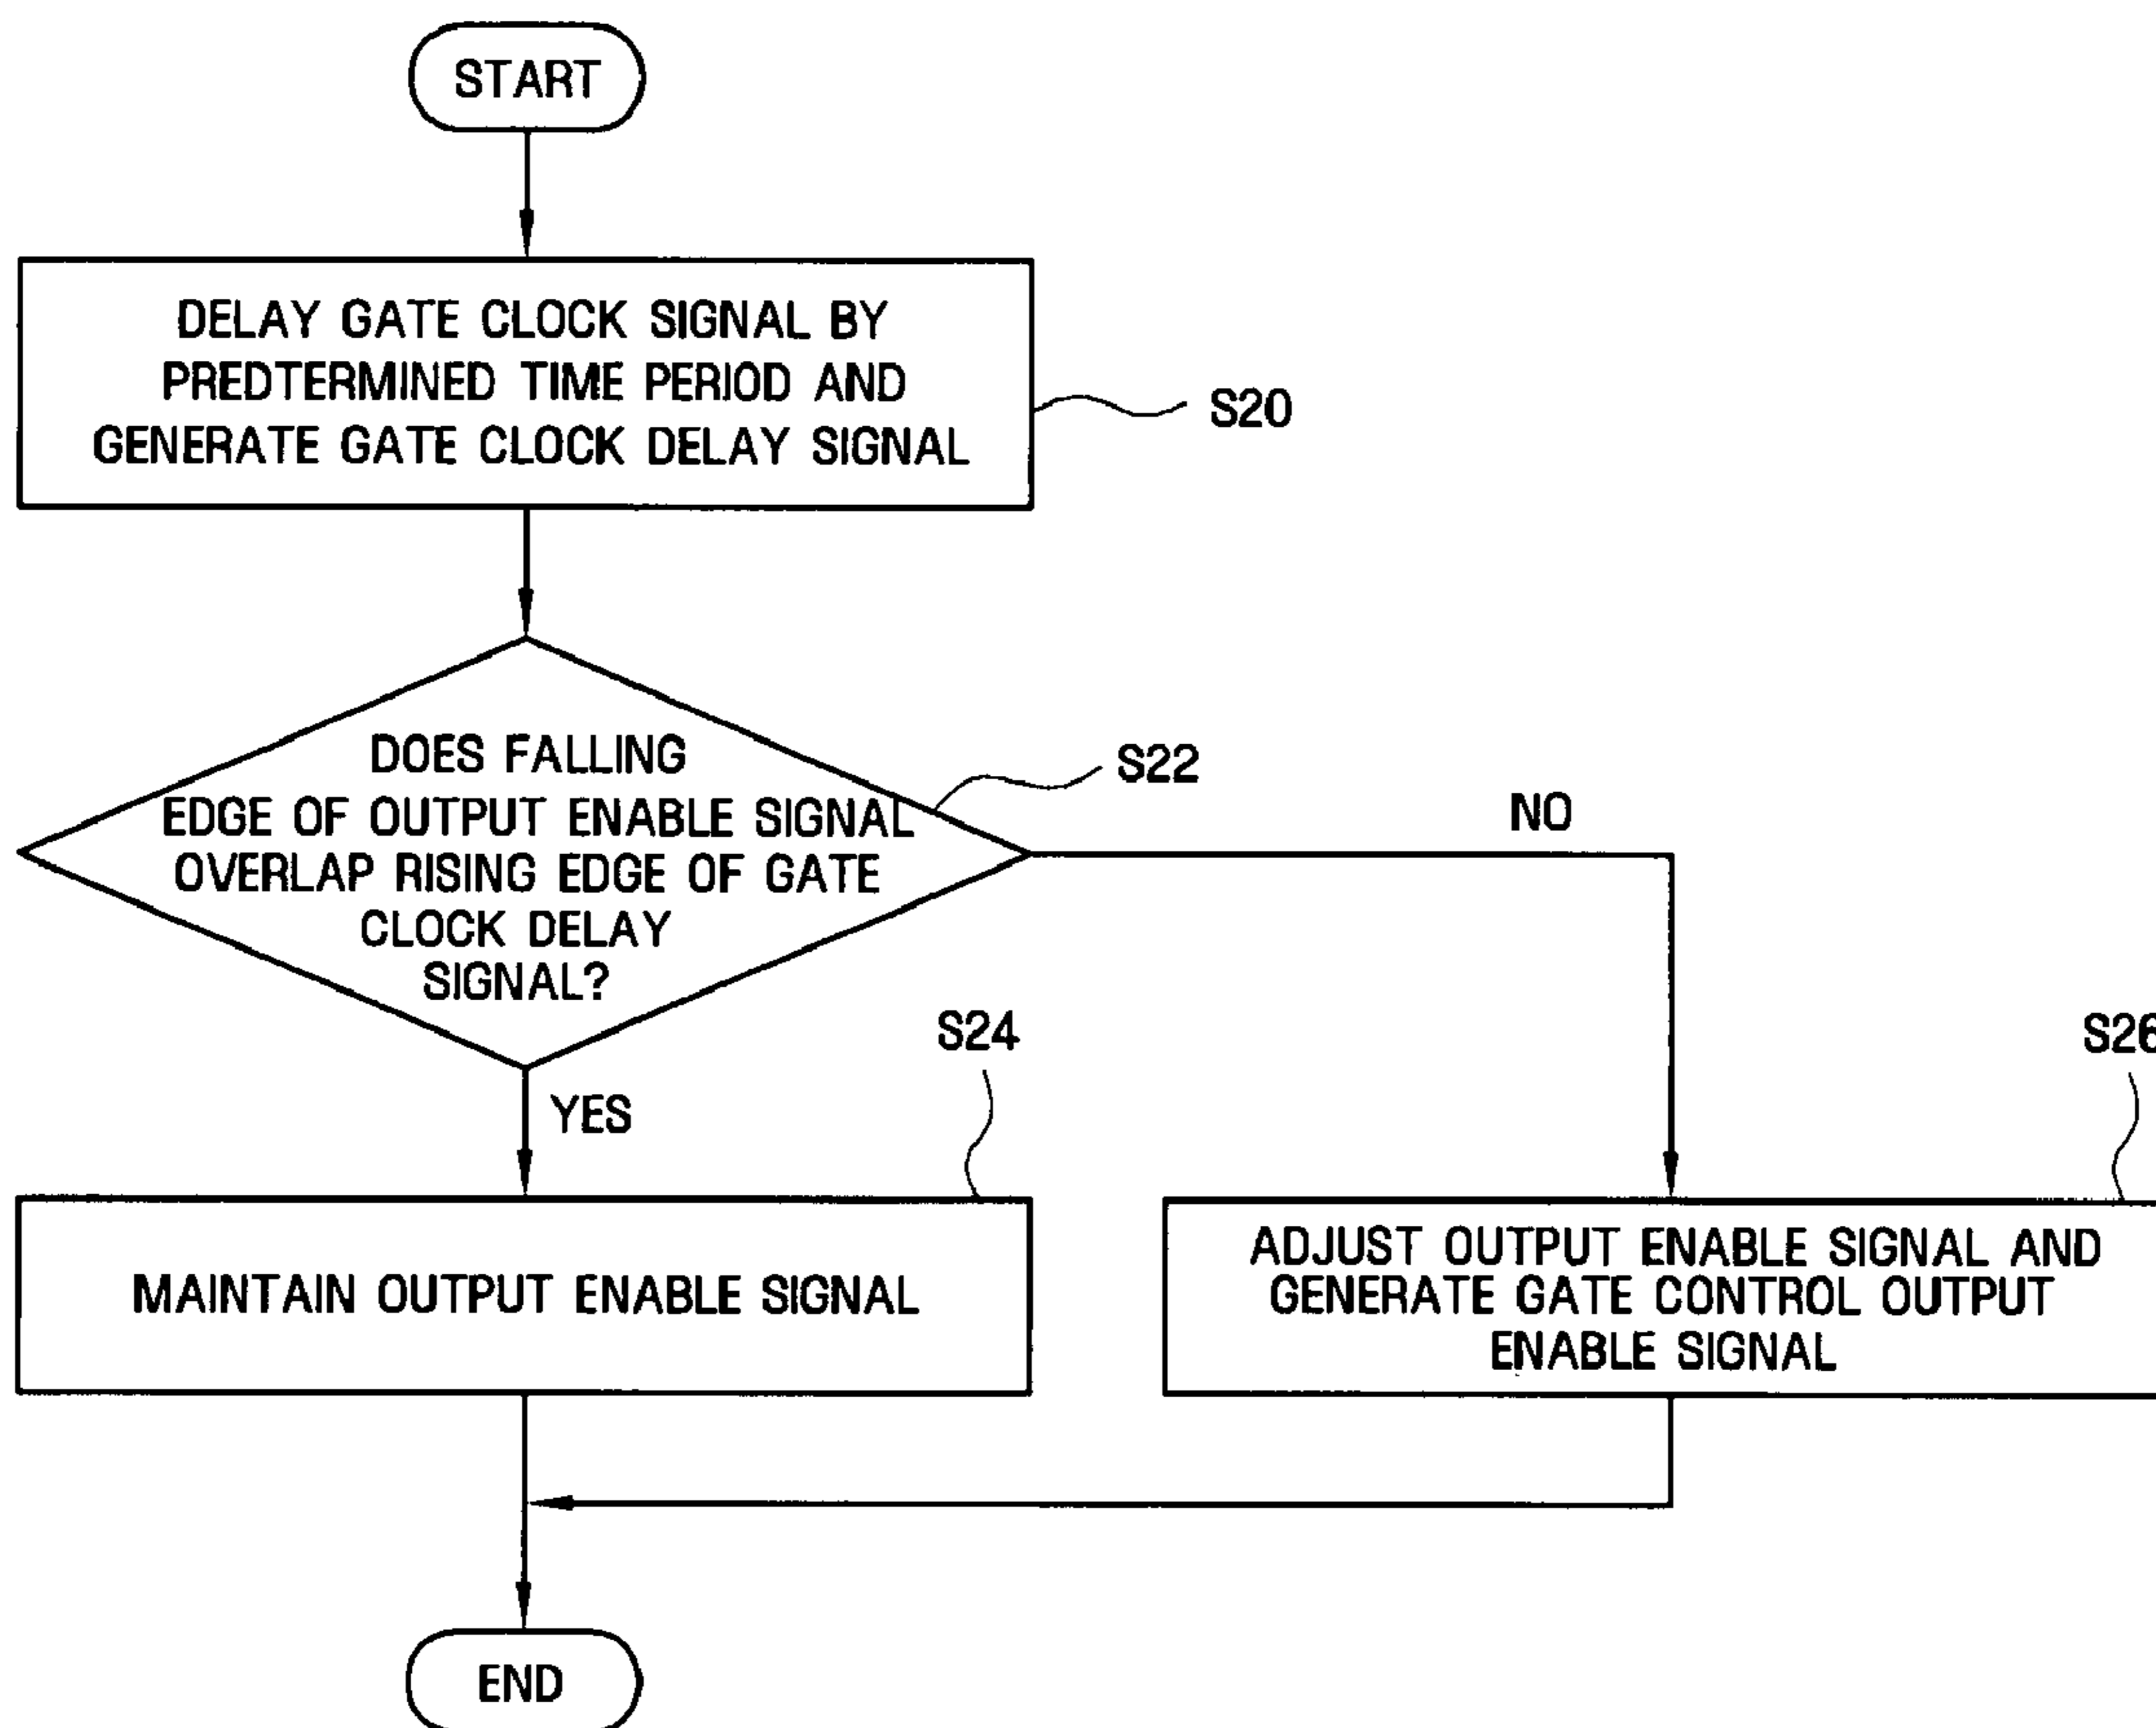 START
DELAY GATE CLOCK SIGNAL BY
PREDTERMINED TIME PERIOD AND
GENERATE GATE CLOCK DELAY SIGNAL
S20
DOES FALLING
EDGE OF OUTPUT ENABLE SIGNAL
OVERLAP RISING EDGE OF GATE
CLOCK DELAY
SIGNAL?
S22
NO
YES
S24
MAINTAIN OUTPUT ENABLE SIGNAL
S26
ADJUST OUTPUT ENABLE SIGNAL AND
GENERATE GATE CONTROL OUTPUT
ENABLE SIGNAL
END